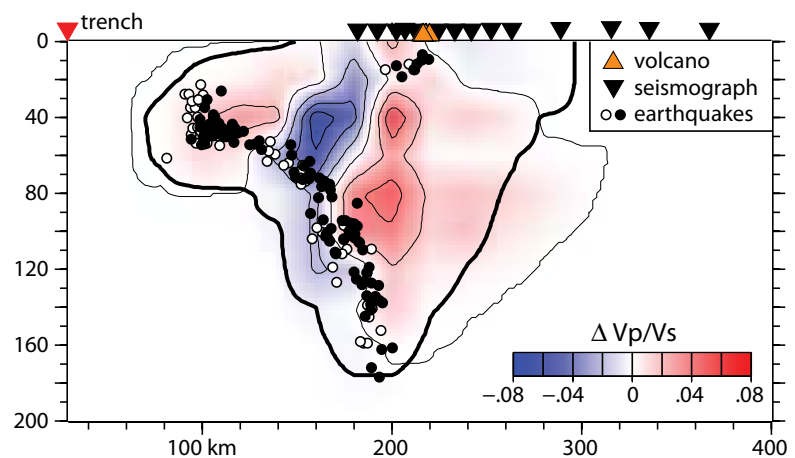 trench
0
40
80
120
160
200
volcano
seismograph
earthquakes
Δ Vp/Vs
−.08 −.04 0 .04 .08
100 km 200 300 400